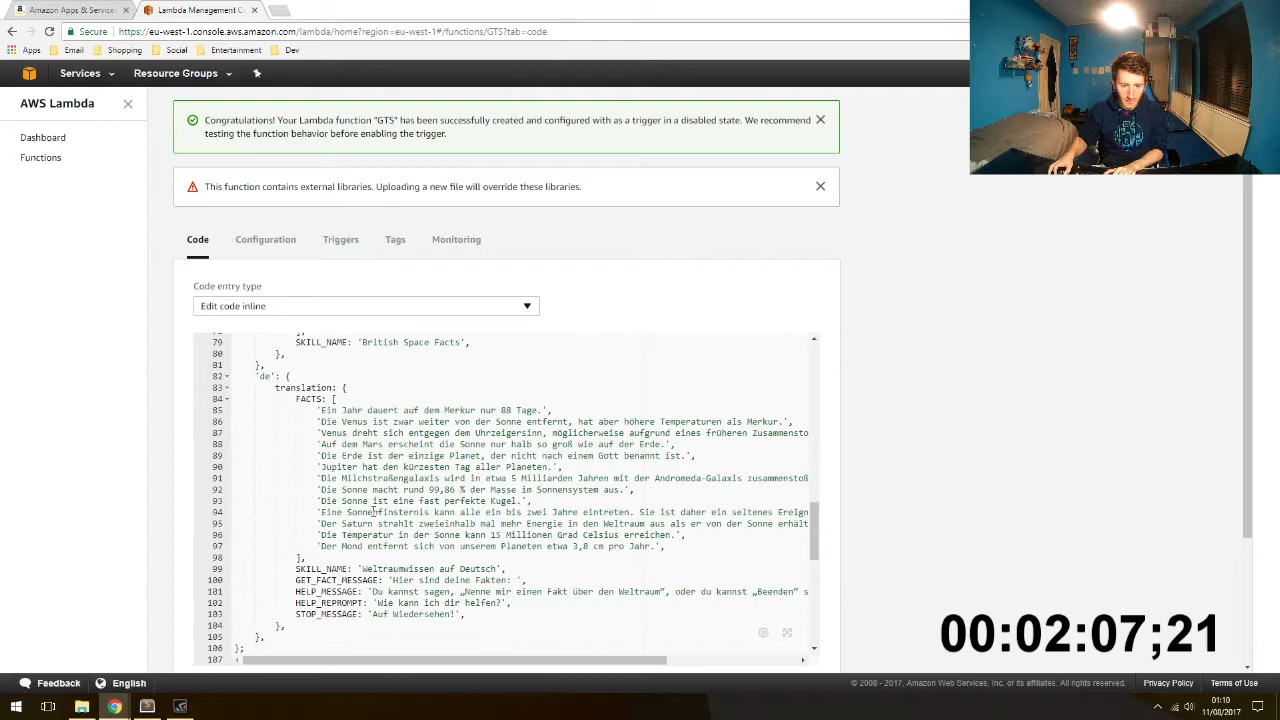 Amazon Apps & Service
Lambda Management C
Secure
https://eu-west-1.console.aws.amazon.com/lambda/home?region=eu-west-1#/functions/GTS?tab=code
Apps
Email
Shopping
Social
Entertainment
Dev
Services
Resource Groups
AWS Lambda
Dashboard
Functions
Congratulations! Your Lambda function "GTS" has been successfully created and configured with as a trigger in a disabled state. We recommend
testing the function behavior before enabling the trigger.
This function contains external libraries. Uploading a new file will override these libraries.
Code
Configuration
Triggers
Tags
Monitoring
Code entry type
Edit code inline
79 SKILL_NAME: 'British Space Facts',
80 },
81 },
82 'de': {
83 translation: {
84 FACTS: [
85 'Ein Jahr dauert auf dem Merkur nur 88 Tage.',
86 'Die Venus ist zwar weiter von der Sonne entfernt, hat aber höhere Temperaturen als Merkur.',
87 'Venus dreht sich entgegen dem Uhrzeigersinn, möglicherweise aufgrund eines früheren Zusammensto
88 'Auf dem Mars erscheint die Sonne nur halb so groß wie auf der Erde.',
89 'Die Erde ist der einzige Planet, der nicht nach einem Gott benannt ist.',
90 'Jupiter hat den kürzesten Tag aller Planeten.',
91 'Die Milchstraßengalaxis wird in etwa 5 Milliarden Jahren mit der Andromeda-Galaxis zusammenstoß
92 'Die Sonne macht rund 99,86 % der Masse im Sonnensystem aus.',
93 'Die Sonne ist eine fast perfekte Kugel.',
94 'Eine Sonnenfinsternis kann alle ein bis zwei Jahre eintreten. Sie ist daher ein seltenes Ereign
95 'Der Saturn strahlt zweieinhalb mal mehr Energie in den Weltraum aus als er von der Sonne erhält
96 'Die Temperatur in der Sonne kann 15 Millionen Grad Celsius erreichen.',
97 'Der Mond entfernt sich von unserem Planeten etwa 3,8 cm pro Jahr.',
98 ],
99 SKILL_NAME: 'Weltraumwissen auf Deutsch',
100 GET_FACT_MESSAGE: 'Hier sind deine Fakten: ',
101 HELP_MESSAGE: 'Du kannst sagen, „Nenne mir einen Fakt über den Weltraum“, oder du kannst „Beenden“ s
102 HELP_REPROMPT: 'Wie kann ich dir helfen?',
103 STOP_MESSAGE: 'Auf Wiedersehen!',
104 },
105 },
106 };
107
00:02:07;21
Feedback
English
© 2008 - 2017, Amazon Web Services, Inc. or its affiliates. All rights reserved.
Privacy Policy
Terms of Use
01:10
11/08/2017